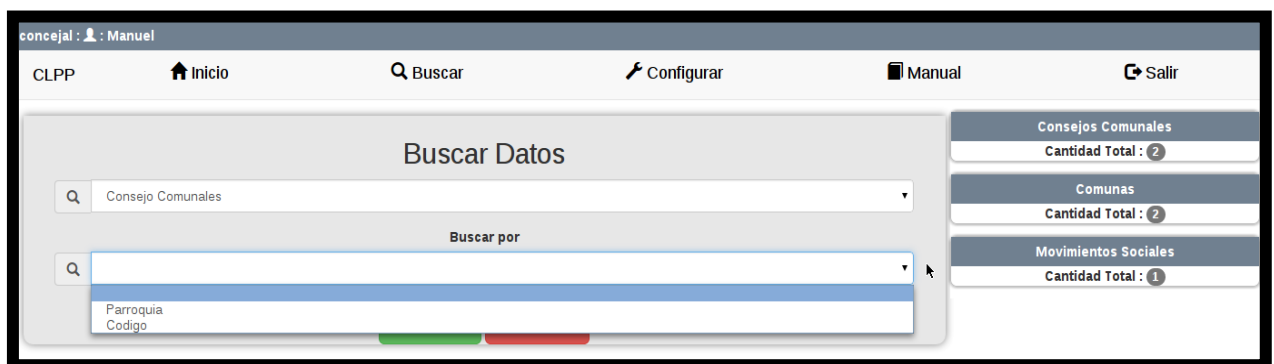 concejal : : Manuel
CLPP Inicio Buscar Configurar Manual Salir
Buscar Datos
Consejo Comunales
Buscar por
Parroquia
Codigo
Consejos Comunales
Cantidad Total : 2
Comunas
Cantidad Total : 2
Movimientos Sociales
Cantidad Total : 1